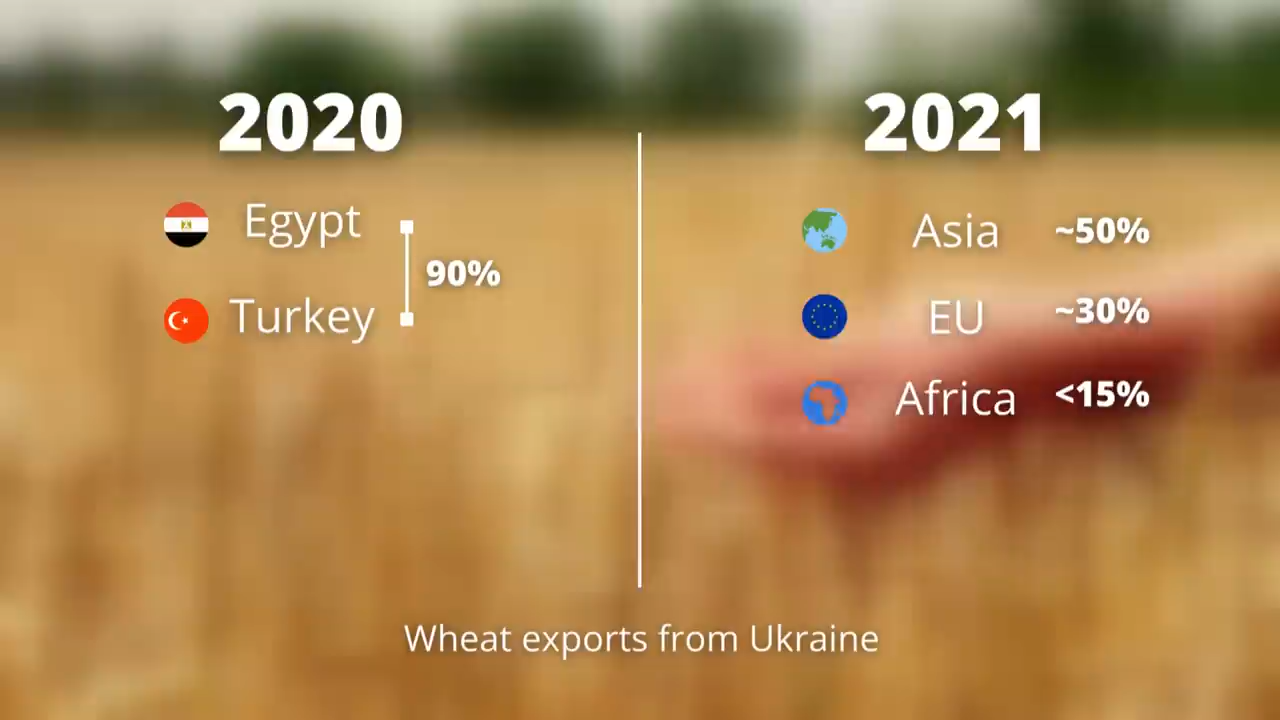 2020
Egypt
Turkey
90%
2021
Asia ~50%
EU ~30%
Africa <15%
Wheat exports from Ukraine